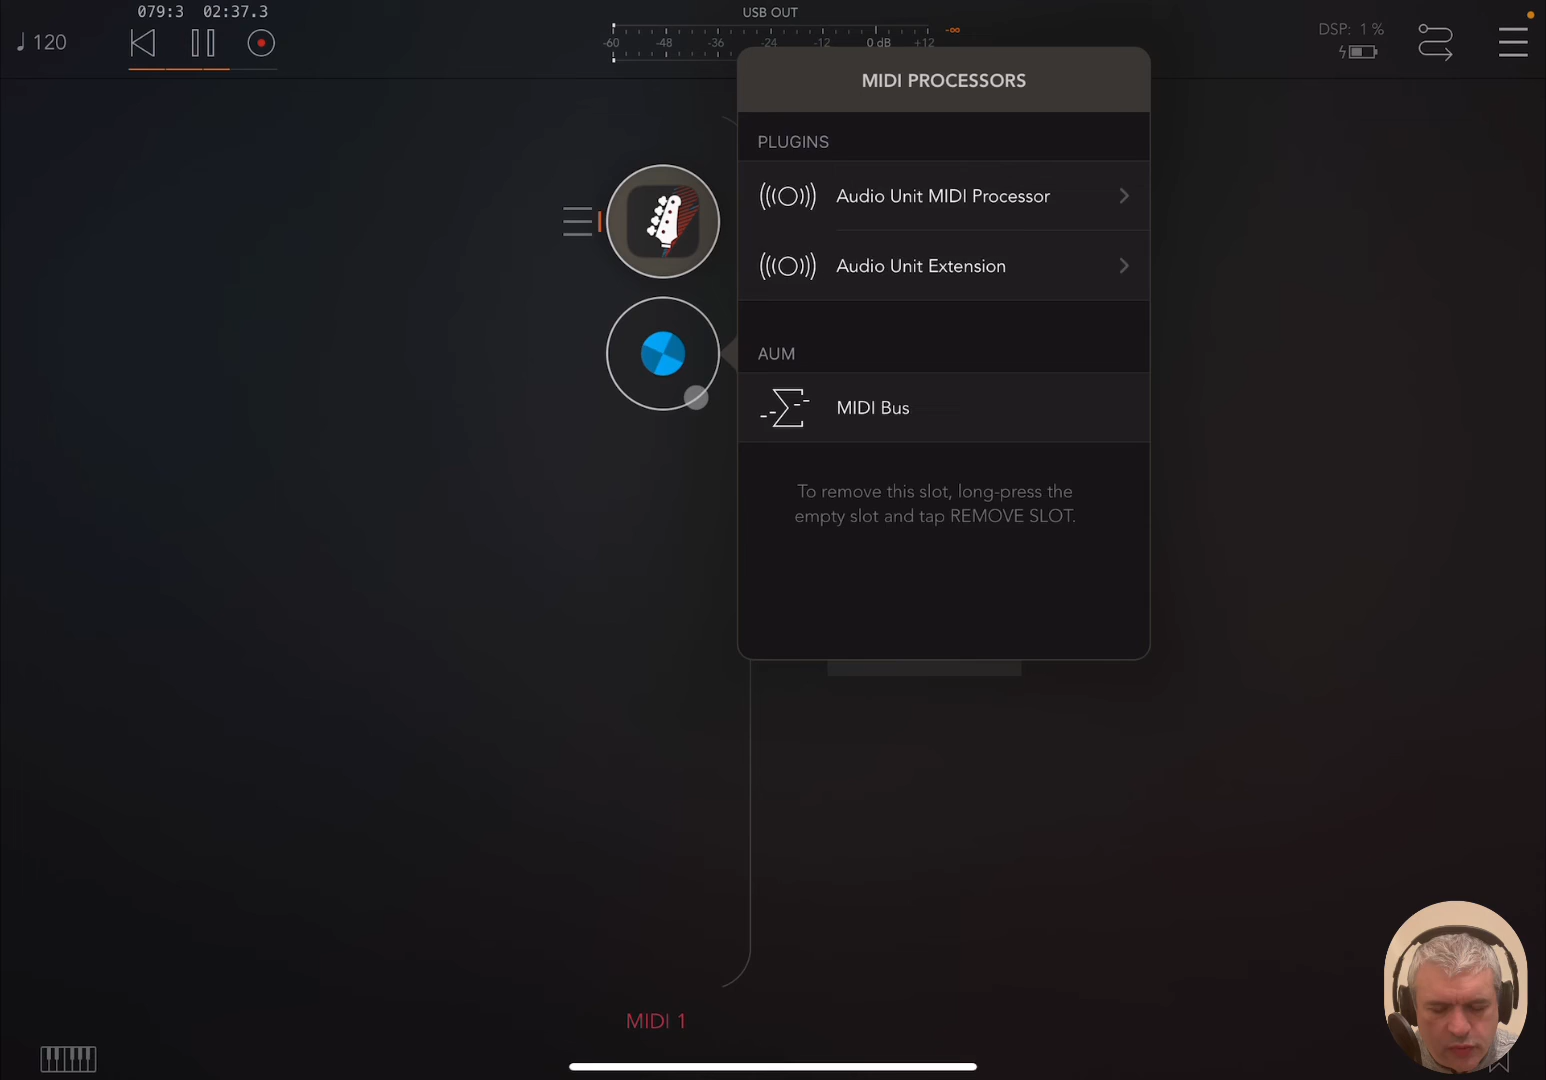 079:3 02:37.3
♩ 120
USB OUT
-60 -48 -36 -24 -12 0 dB +12 -∞
DSP: 1 %
MIDI PROCESSORS
PLUGINS
Audio Unit MIDI Processor
Audio Unit Extension
AUM
MIDI Bus
To remove this slot, long-press the
empty slot and tap REMOVE SLOT.
MIDI 1